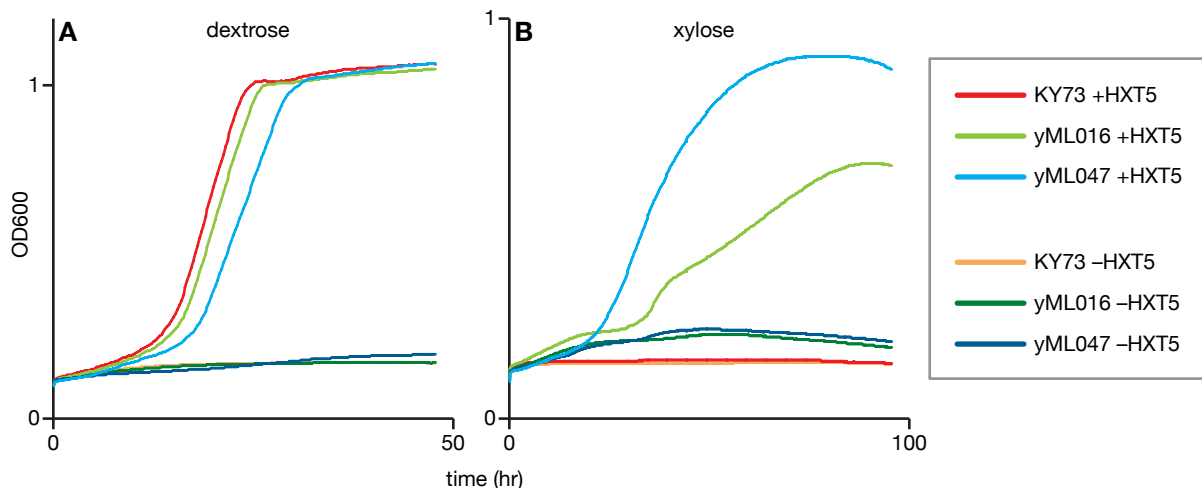 A
dextrose
B
xylose
1
1
OD600
0
0
0
50
0
100
time (hr)
KY73 +HXT5
yML016 +HXT5
yML047 +HXT5
KY73 –HXT5
yML016 –HXT5
yML047 –HXT5